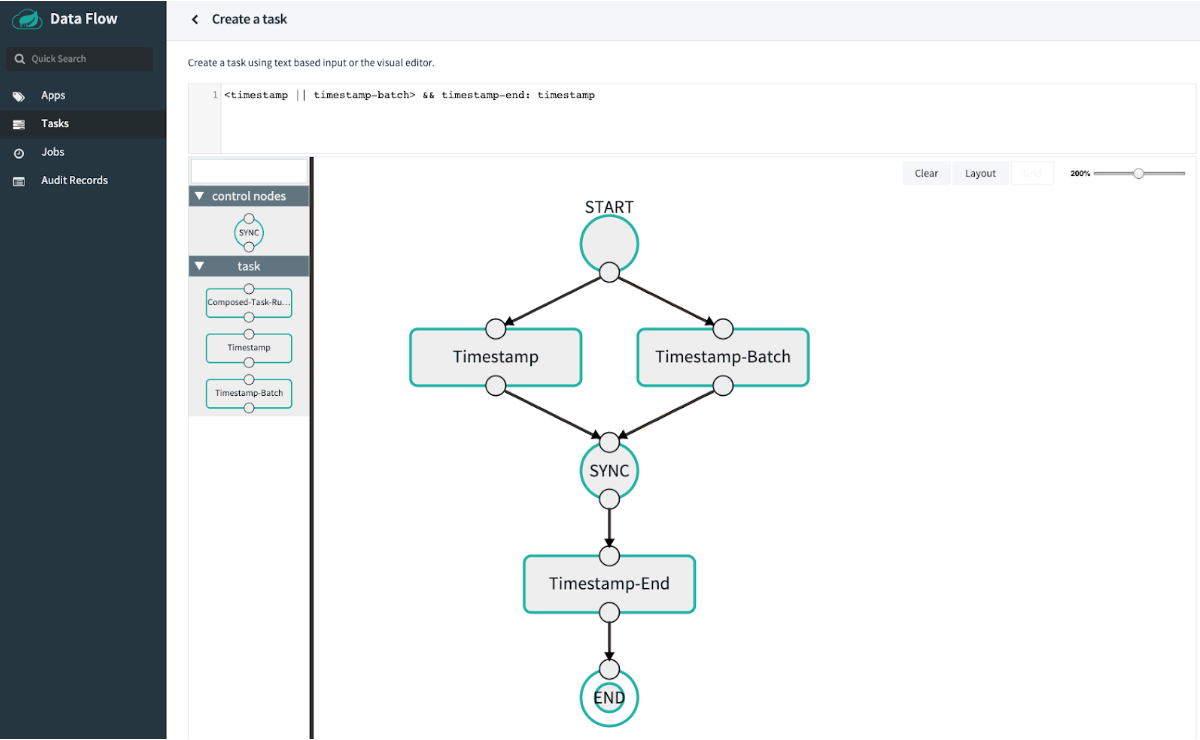 Data Flow
Quick Search
Apps
Tasks
Jobs
Audit Records
Create a task
Create a task using text based input or the visual editor.
1 <timestamp || timestamp-batch> && timestamp-end: timestamp
control nodes
SYNC
task
Composed-Task-Ru...
Timestamp
Timestamp-Batch
Clear
Layout
200%
START
Timestamp
Timestamp-Batch
SYNC
Timestamp-End
END